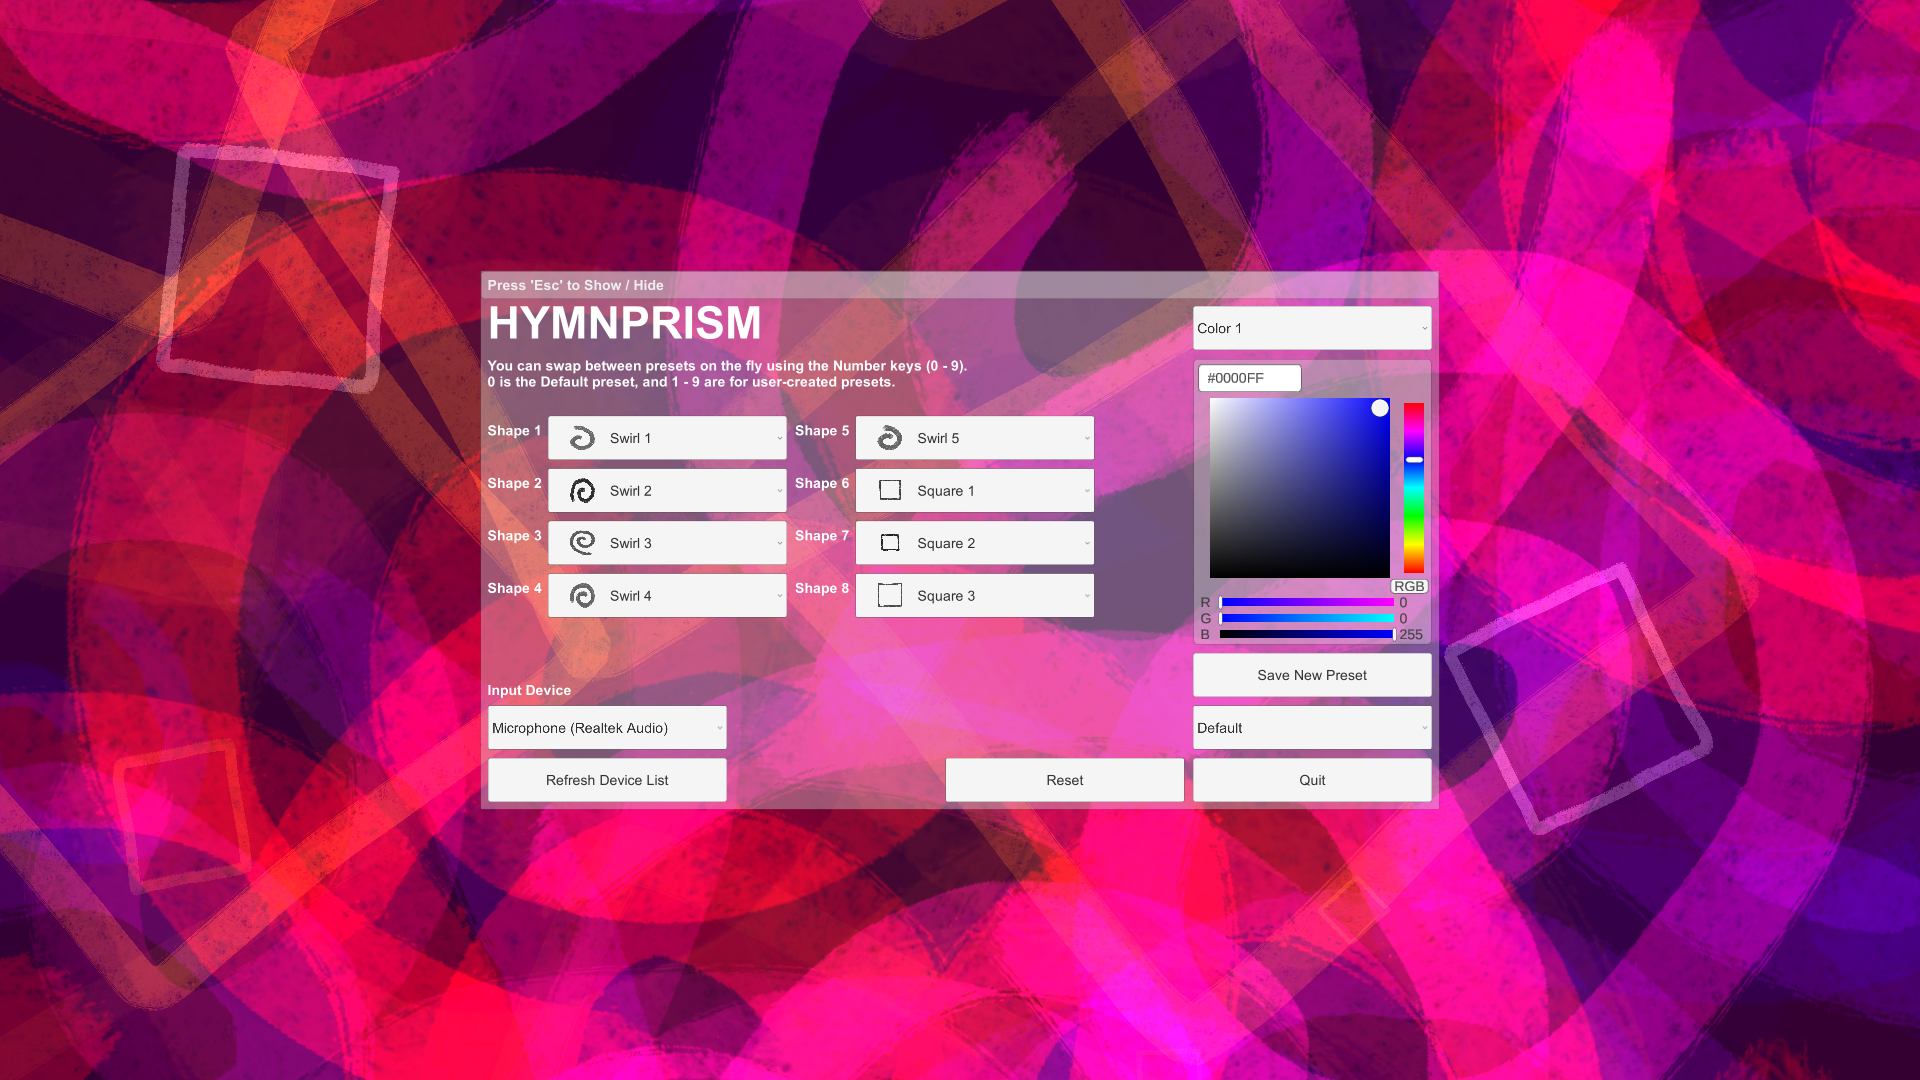 Press 'Esc' to Show / Hide
HYMNPRISM
You can swap between presets on the fly using the Number keys (0 - 9).
0 is the Default preset, and 1 - 9 are for user-created presets.
Shape 1
Swirl 1
Shape 5
Swirl 5
Shape 2
Swirl 2
Shape 6
Square 1
Shape 3
Swirl 3
Shape 7
Square 2
Shape 4
Swirl 4
Shape 8
Square 3
Input Device
Microphone (Realtek Audio)
Refresh Device List
Reset
Color 1
#0000FF
RGB
R 0
G 0
B 255
Save New Preset
Default
Quit